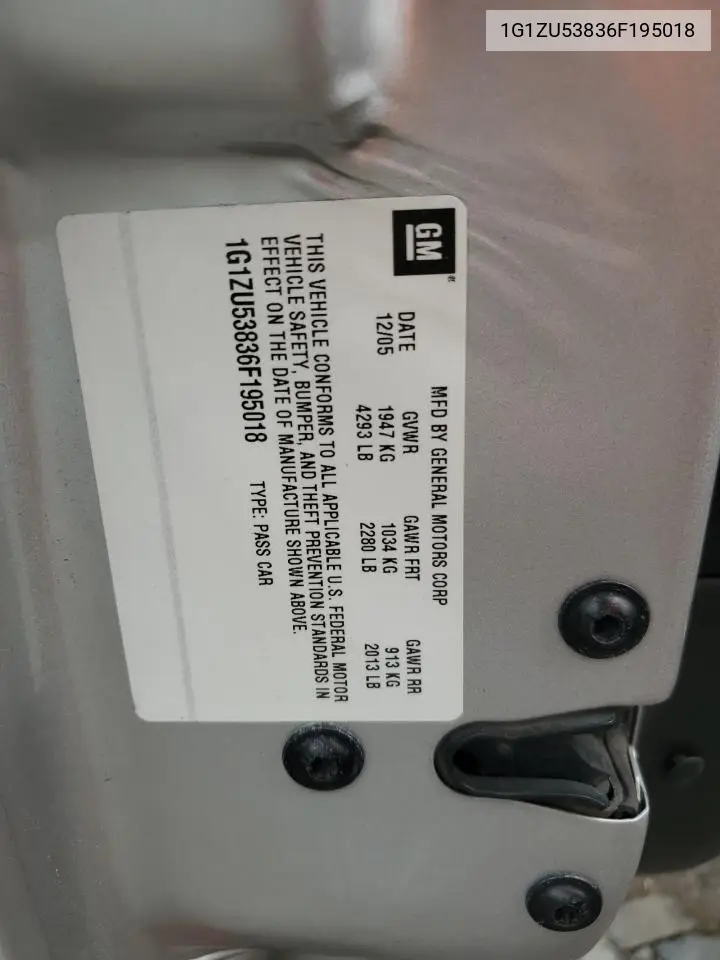 1G1ZU53836F195018
GM
MFD BY GENERAL MOTORS CORP
DATE GVWR GAWR FRT GAWR RR
12/05 1947 KG 1034 KG 913 KG
4293 LB 2280 LB 2013 LB
THIS VEHICLE CONFORMS TO ALL APPLICABLE U.S. FEDERAL MOTOR
VEHICLE SAFETY, BUMPER, AND THEFT PREVENTION STANDARDS IN
EFFECT ON THE DATE OF MANUFACTURE SHOWN ABOVE.
1G1ZU53836F195018 TYPE: PASS CAR